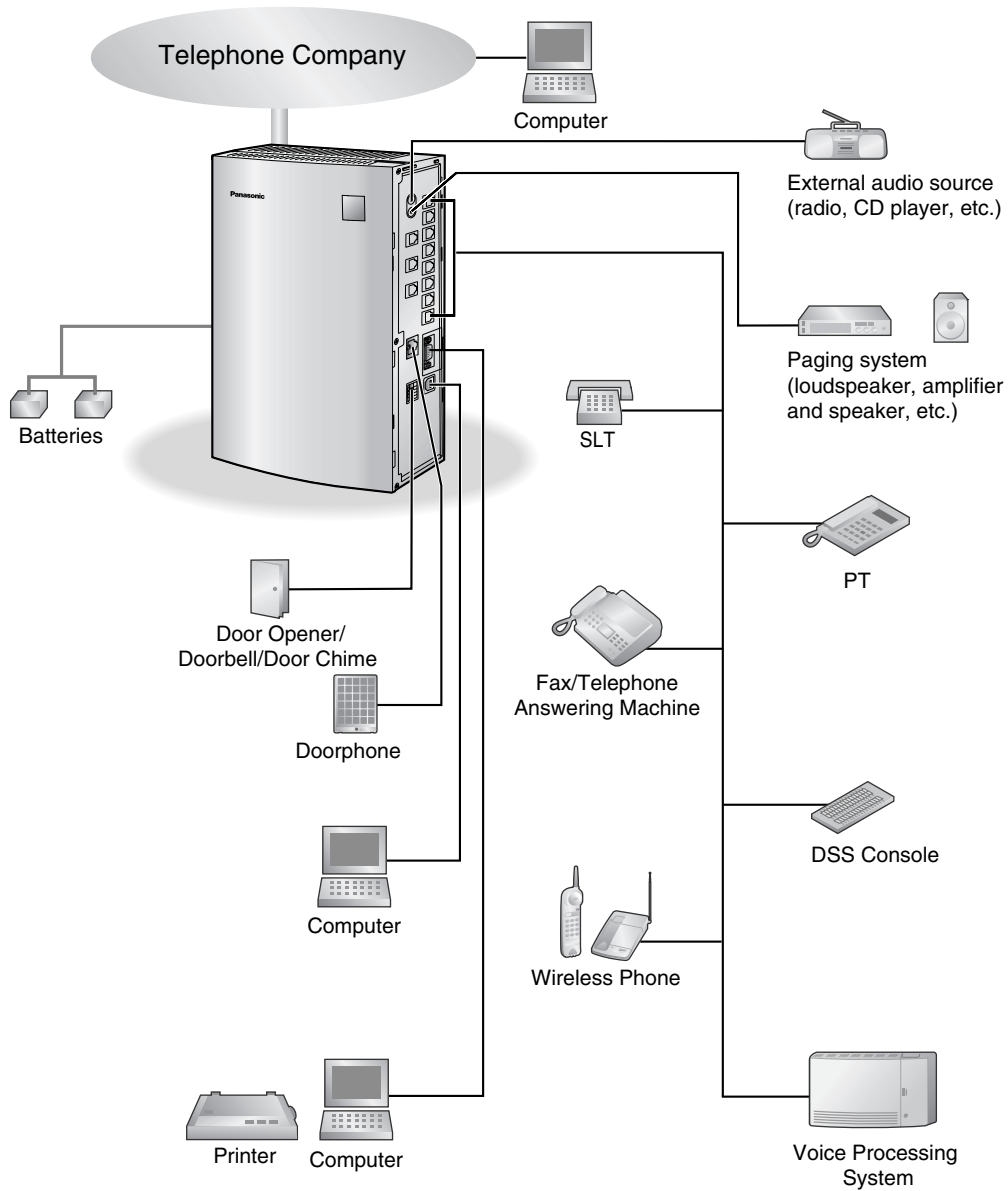 Telephone Company
Computer
External audio source
(radio, CD player, etc.)
Panasonic
Paging system
(loudspeaker, amplifier
and speaker, etc.)
Batteries
SLT
PT
Door Opener/
Doorbell/Door Chime
Fax/Telephone
Answering Machine
Doorphone
DSS Console
Computer
Wireless Phone
Printer
Computer
Voice Processing
System